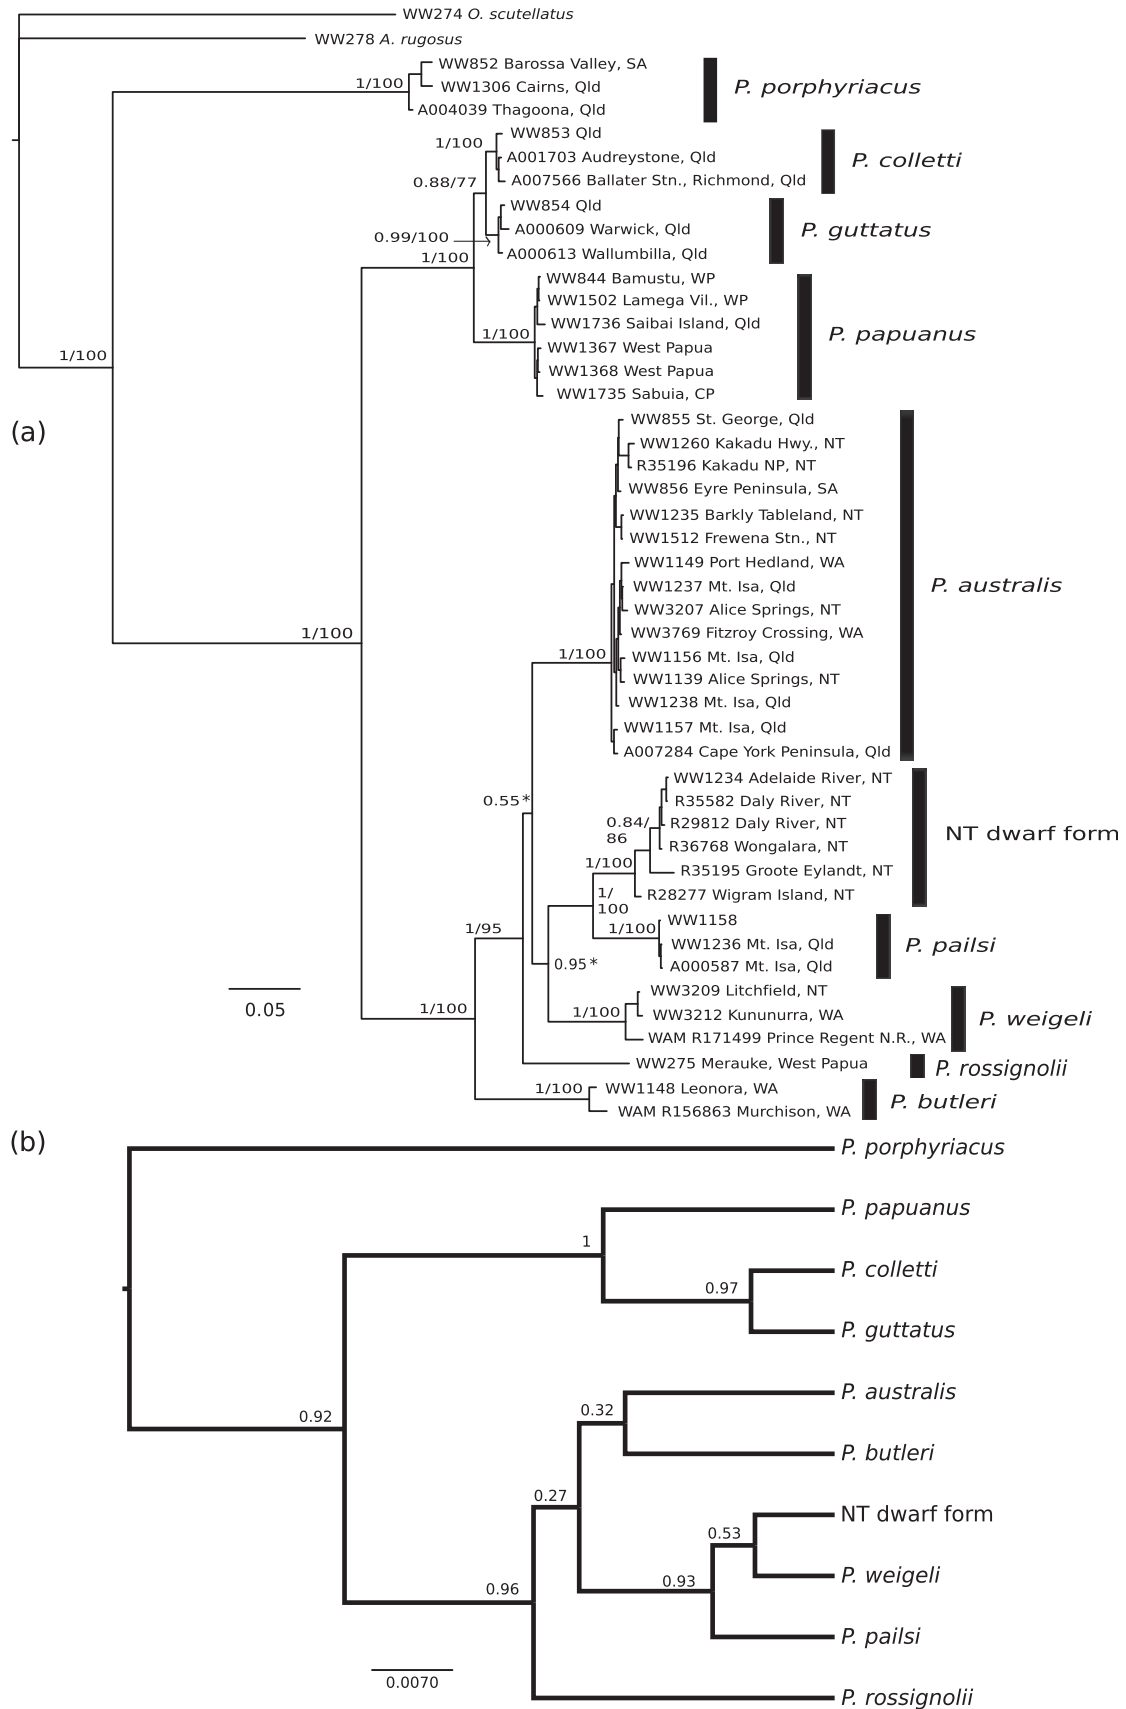 WW274 O. scutellatus
WW278 A. rugosus
WW852 Barossa Valley, SA
1/100
WW1306 Cairns, Qld
P. porphyriacus
A004039 Thagoona, Qld
WW853 Qld
1/100
A001703 Audreystone, Qld
P. colletti
A007566 Ballater Stn., Richmond, Qld
0.88/77
WW854 Qld
A000609 Warwick, Qld
P. guttatus
0.99/100
A000613 Wallumbilla, Qld
1/100
WW844 Bamustu, WP
WW1502 Lamega Vil., WP
WW1736 Saibai Island, Qld
1/100
P. papuanus
WW1367 West Papua
1/100
WW1368 West Papua
WW1735 Sabuia, CP
(a)
WW855 St. George, Qld
WW1260 Kakadu Hwy., NT
R35196 Kakadu NP, NT
WW856 Eyre Peninsula, SA
WW1235 Barkly Tableland, NT
WW1512 Frewena Stn., NT
WW1149 Port Hedland, WA
WW1237 Mt. Isa, Qld
P. australis
WW3207 Alice Springs, NT
1/100
WW3769 Fitzroy Crossing, WA
1/100
WW1156 Mt. Isa, Qld
WW1139 Alice Springs, NT
WW1238 Mt. Isa, Qld
WW1157 Mt. Isa, Qld
A007284 Cape York Peninsula, Qld
WW1234 Adelaide River, NT
0.55*
R35582 Daly River, NT
0.84/
86
R29812 Daly River, NT
NT dwarf form
R36768 Wongalara, NT
1/100
R35195 Groote Eylandt, NT
1/
100
R28277 Wigram Island, NT
WW1158
1/95
1/100
WW1236 Mt. Isa, Qld
P. pailsi
0.95*
A000587 Mt. Isa, Qld
WW3209 Litchfield, NT
0.05
1/100
1/100
WW3212 Kununurra, WA
P. weigeli
WAM R171499 Prince Regent N.R., WA
WW275 Merauke, West Papua
P. rossignolii
1/100
WW1148 Leonora, WA
P. butleri
WAM R156863 Murchison, WA
(b)
P. porphyriacus
P. papuanus
1
P. colletti
0.97
P. guttatus
P. australis
0.32
0.92
P. butleri
0.27
NT dwarf form
0.53
P. weigeli
0.93
0.96
P. pailsi
0.0070
P. rossignolii